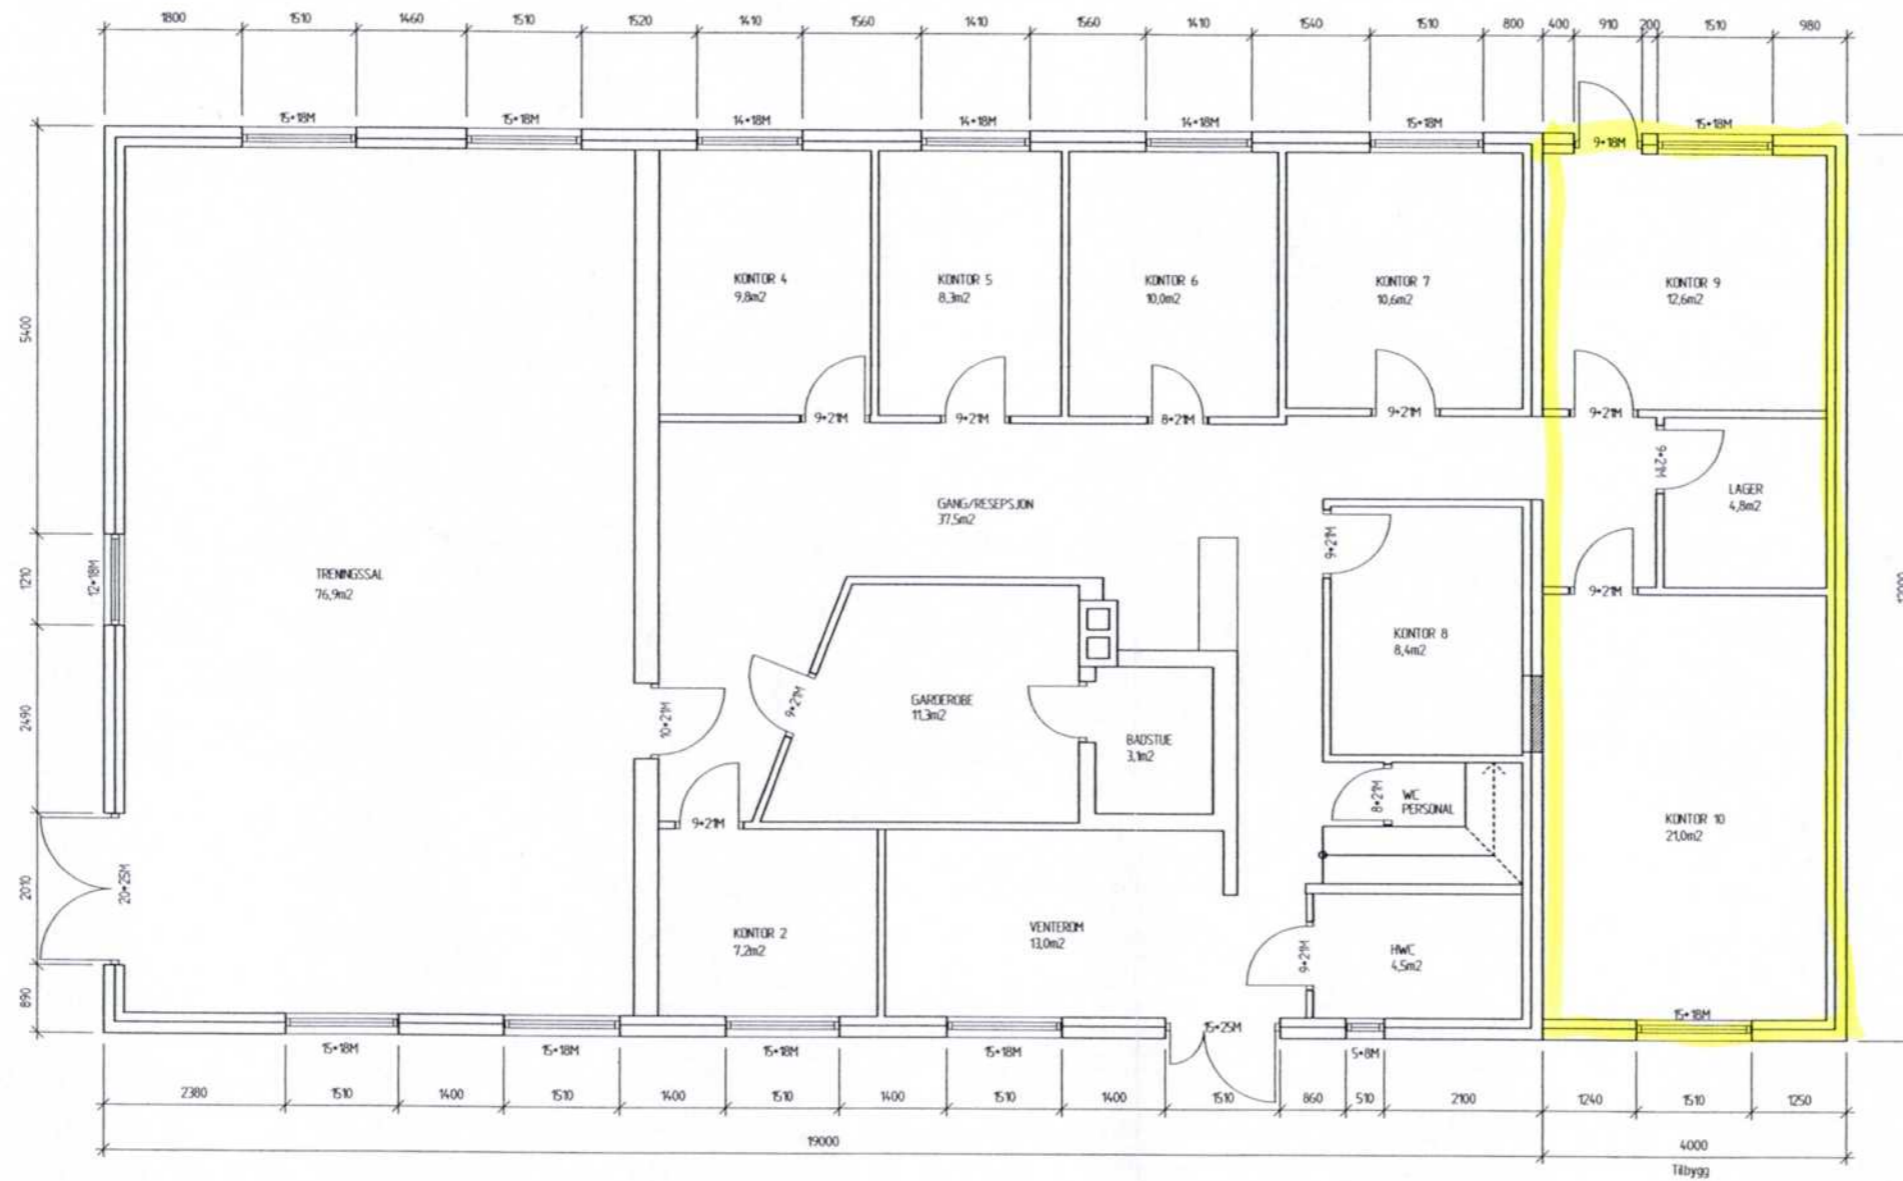 1800 1510 1460 1510 1520 1410 1560 1410 1560 1410 1540 1510 800 400 910 200 1510 980
15*18M 15*18M 14*18M 14*18M 14*18M 15*18M 9*18M 15*18M
5400
1210
2490
2010
890
12*18M
20*25M
KONTOR 4
9,8m2
KONTOR 5
8,3m2
KONTOR 6
10,0m2
KONTOR 7
10,6m2
KONTOR 9
12,6m2
9*21M 9*21M 8*21M 9*21M 9*21M
9*21M
LAGER
4,8m2
GANG/RESEPSJON
37,5m2
9*21M
TRENINGSSAL
76,9m2
9*21M
KONTOR 8
8,4m2
10*21M
9*21M
GARDEROBE
11,3m2
BADSTUE
3,1m2
8*21M
WC
PERSONAL
9*21M
KONTOR 10
21,0m2
KONTOR 2
7,2m2
VENTEROM
13,0m2
9*21M
HWC
4,5m2
15*18M
15*25M
15*18M 15*18M 15*18M 15*18M 5*8M
2380 1510 1400 1510 1400 1510 1400 1510 1400 1510 860 510 2100 1240 1510 1250
19000
4000
Tilbygg